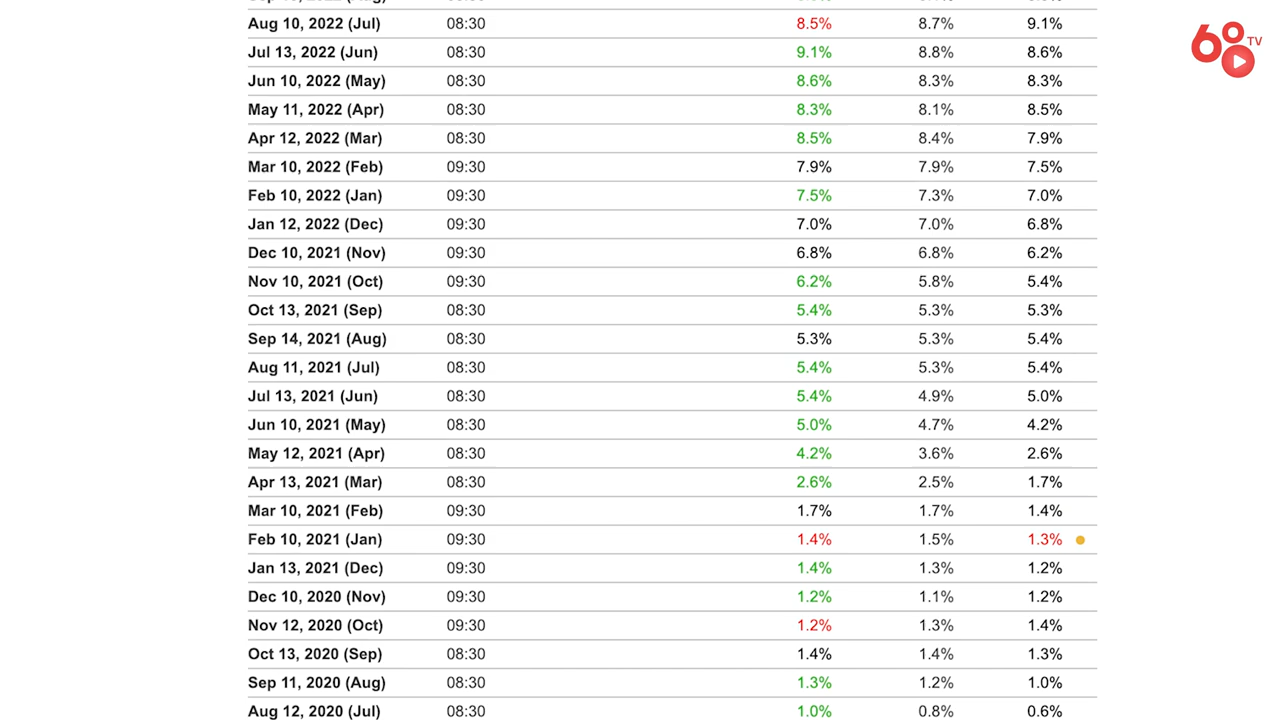 Aug 10, 2022 (Jul) 08:30 8.5% 8.7% 9.1%
Jul 13, 2022 (Jun) 08:30 9.1% 8.8% 8.6%
Jun 10, 2022 (May) 08:30 8.6% 8.3% 8.3%
May 11, 2022 (Apr) 08:30 8.3% 8.1% 8.5%
Apr 12, 2022 (Mar) 08:30 8.5% 8.4% 7.9%
Mar 10, 2022 (Feb) 09:30 7.9% 7.9% 7.5%
Feb 10, 2022 (Jan) 09:30 7.5% 7.3% 7.0%
Jan 12, 2022 (Dec) 09:30 7.0% 7.0% 6.8%
Dec 10, 2021 (Nov) 09:30 6.8% 6.8% 6.2%
Nov 10, 2021 (Oct) 09:30 6.2% 5.8% 5.4%
Oct 13, 2021 (Sep) 08:30 5.4% 5.3% 5.3%
Sep 14, 2021 (Aug) 08:30 5.3% 5.3% 5.4%
Aug 11, 2021 (Jul) 08:30 5.4% 5.3% 5.4%
Jul 13, 2021 (Jun) 08:30 5.4% 4.9% 5.0%
Jun 10, 2021 (May) 08:30 5.0% 4.7% 4.2%
May 12, 2021 (Apr) 08:30 4.2% 3.6% 2.6%
Apr 13, 2021 (Mar) 08:30 2.6% 2.5% 1.7%
Mar 10, 2021 (Feb) 09:30 1.7% 1.7% 1.4%
Feb 10, 2021 (Jan) 09:30 1.4% 1.5% 1.3%
Jan 13, 2021 (Dec) 09:30 1.4% 1.3% 1.2%
Dec 10, 2020 (Nov) 09:30 1.2% 1.1% 1.2%
Nov 12, 2020 (Oct) 09:30 1.2% 1.3% 1.4%
Oct 13, 2020 (Sep) 08:30 1.4% 1.4% 1.3%
Sep 11, 2020 (Aug) 08:30 1.3% 1.2% 1.0%
Aug 12, 2020 (Jul) 08:30 1.0% 0.8% 0.6%
TV